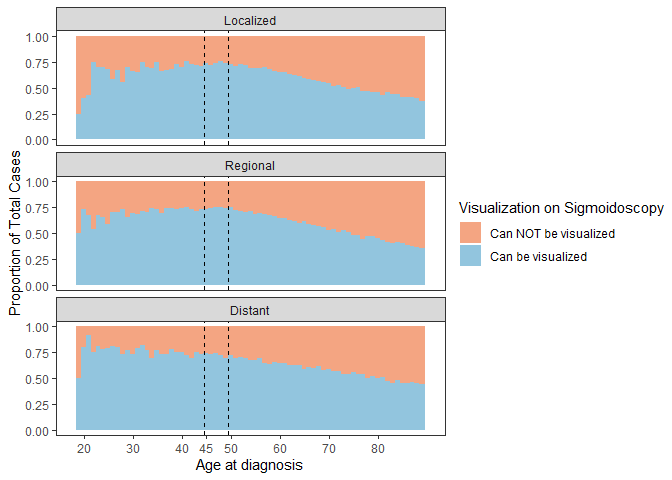 Localized
1.00
0.75
0.50
0.25
0.00
Regional
1.00
0.75
0.50
0.25
0.00
Distant
1.00
0.75
0.50
0.25
0.00
20 30 40 45 50 60 70 80
Age at diagnosis
Proportion of Total Cases
Visualization on Sigmoidoscopy
Can NOT be visualized
Can be visualized